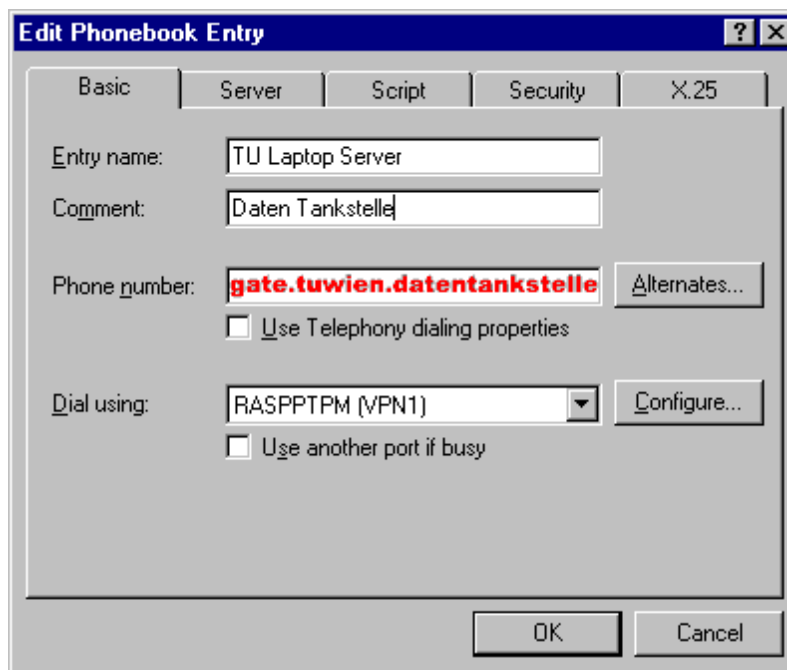 Edit Phonebook Entry
Basic Server Script Security X.25
Entry name: TU Laptop Server
Comment: Daten Tankstelle
Phone number: gate.tuwien.datentankstelle Alternates...
Use Telephony dialing properties
Dial using: RASPPTPM (VPN1) Configure...
Use another port if busy
OK Cancel